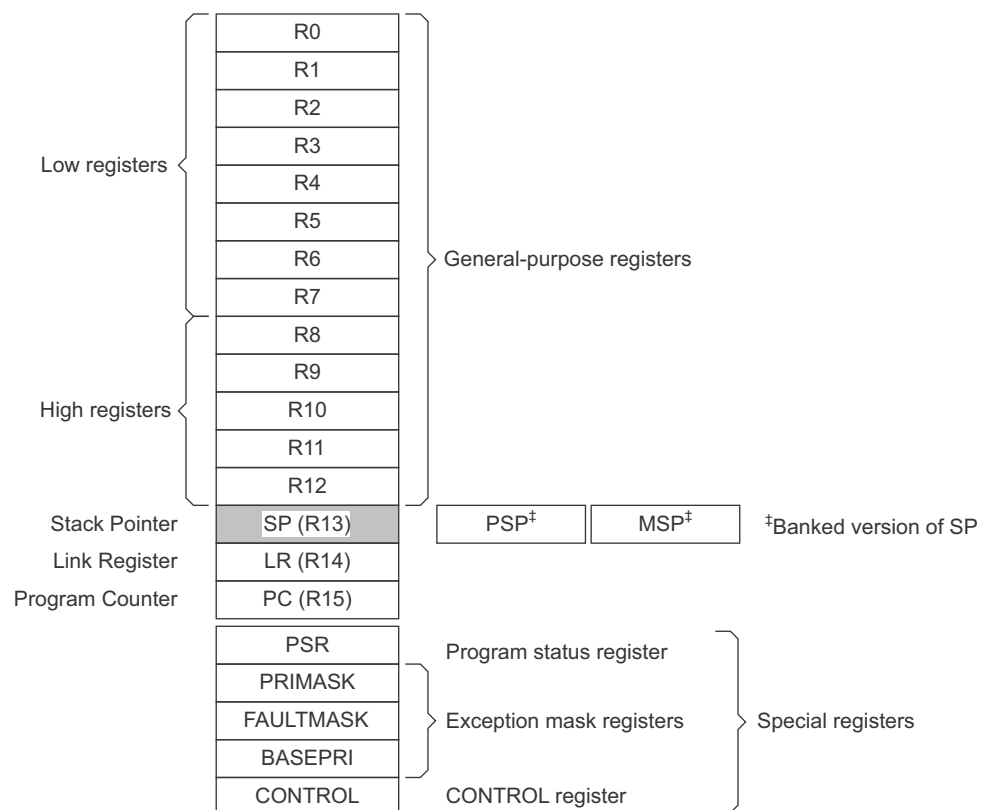 R0
R1
R2
R3
Low registers
R4
R5
R6
General-purpose registers
R7
R8
R9
High registers
R10
R11
R12
Stack Pointer SP (R13) PSP‡ MSP‡ ‡Banked version of SP
Link Register LR (R14)
Program Counter PC (R15)
PSR Program status register
PRIMASK
FAULTMASK Exception mask registers Special registers
BASEPRI
CONTROL CONTROL register